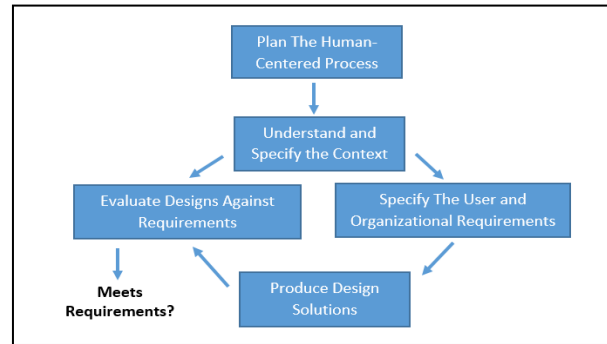 Plan The Human-
Centered Process
Understand and
Specify the Context
Evaluate Designs Against
Requirements
Specify The User and
Organizational Requirements
Meets
Requirements?
Produce Design
Solutions